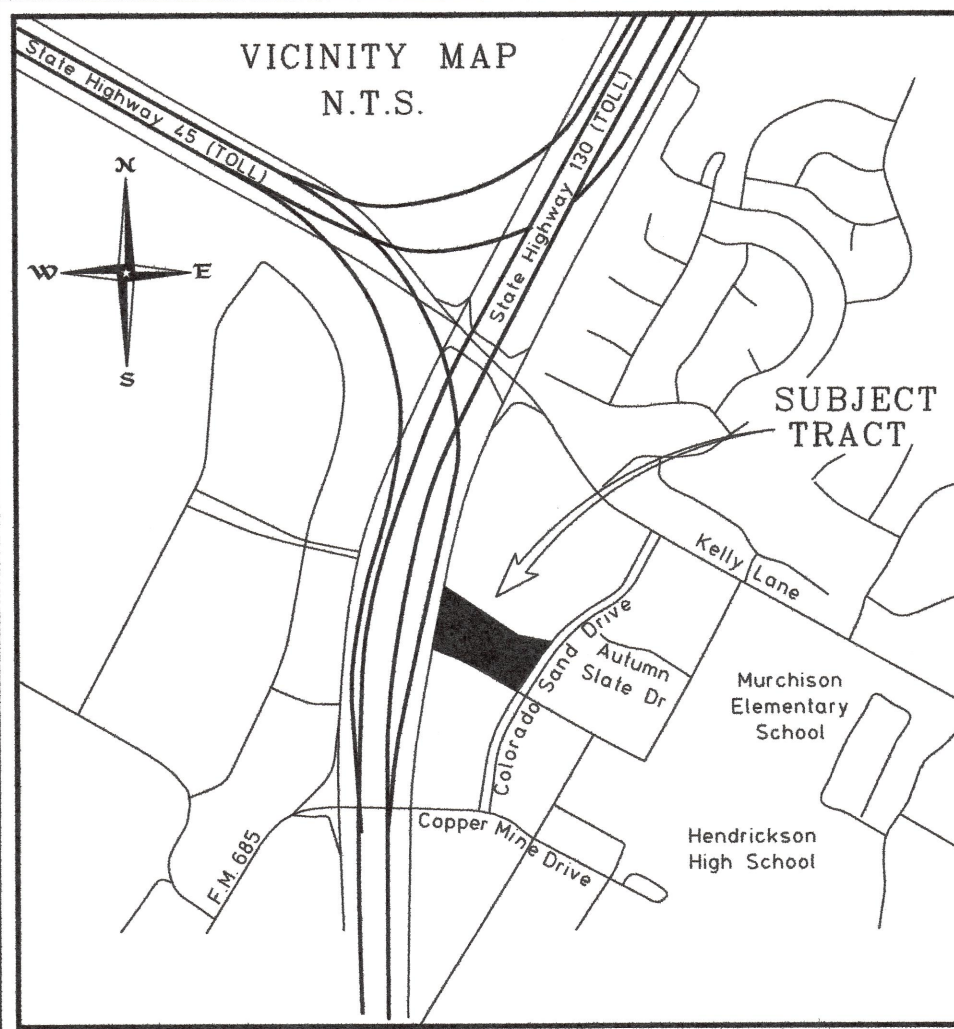 VICINITY MAP
N.T.S.
State Highway 45 (TOLL)
State Highway 130 (TOLL)
N
W
E
S
SUBJECT
TRACT
Kelly Lane
Colorado Sand Drive
Autumn
Slate Dr
Murchison
Elementary
School
Copper Mine Drive
Hendrickson
High School
F.M. 685